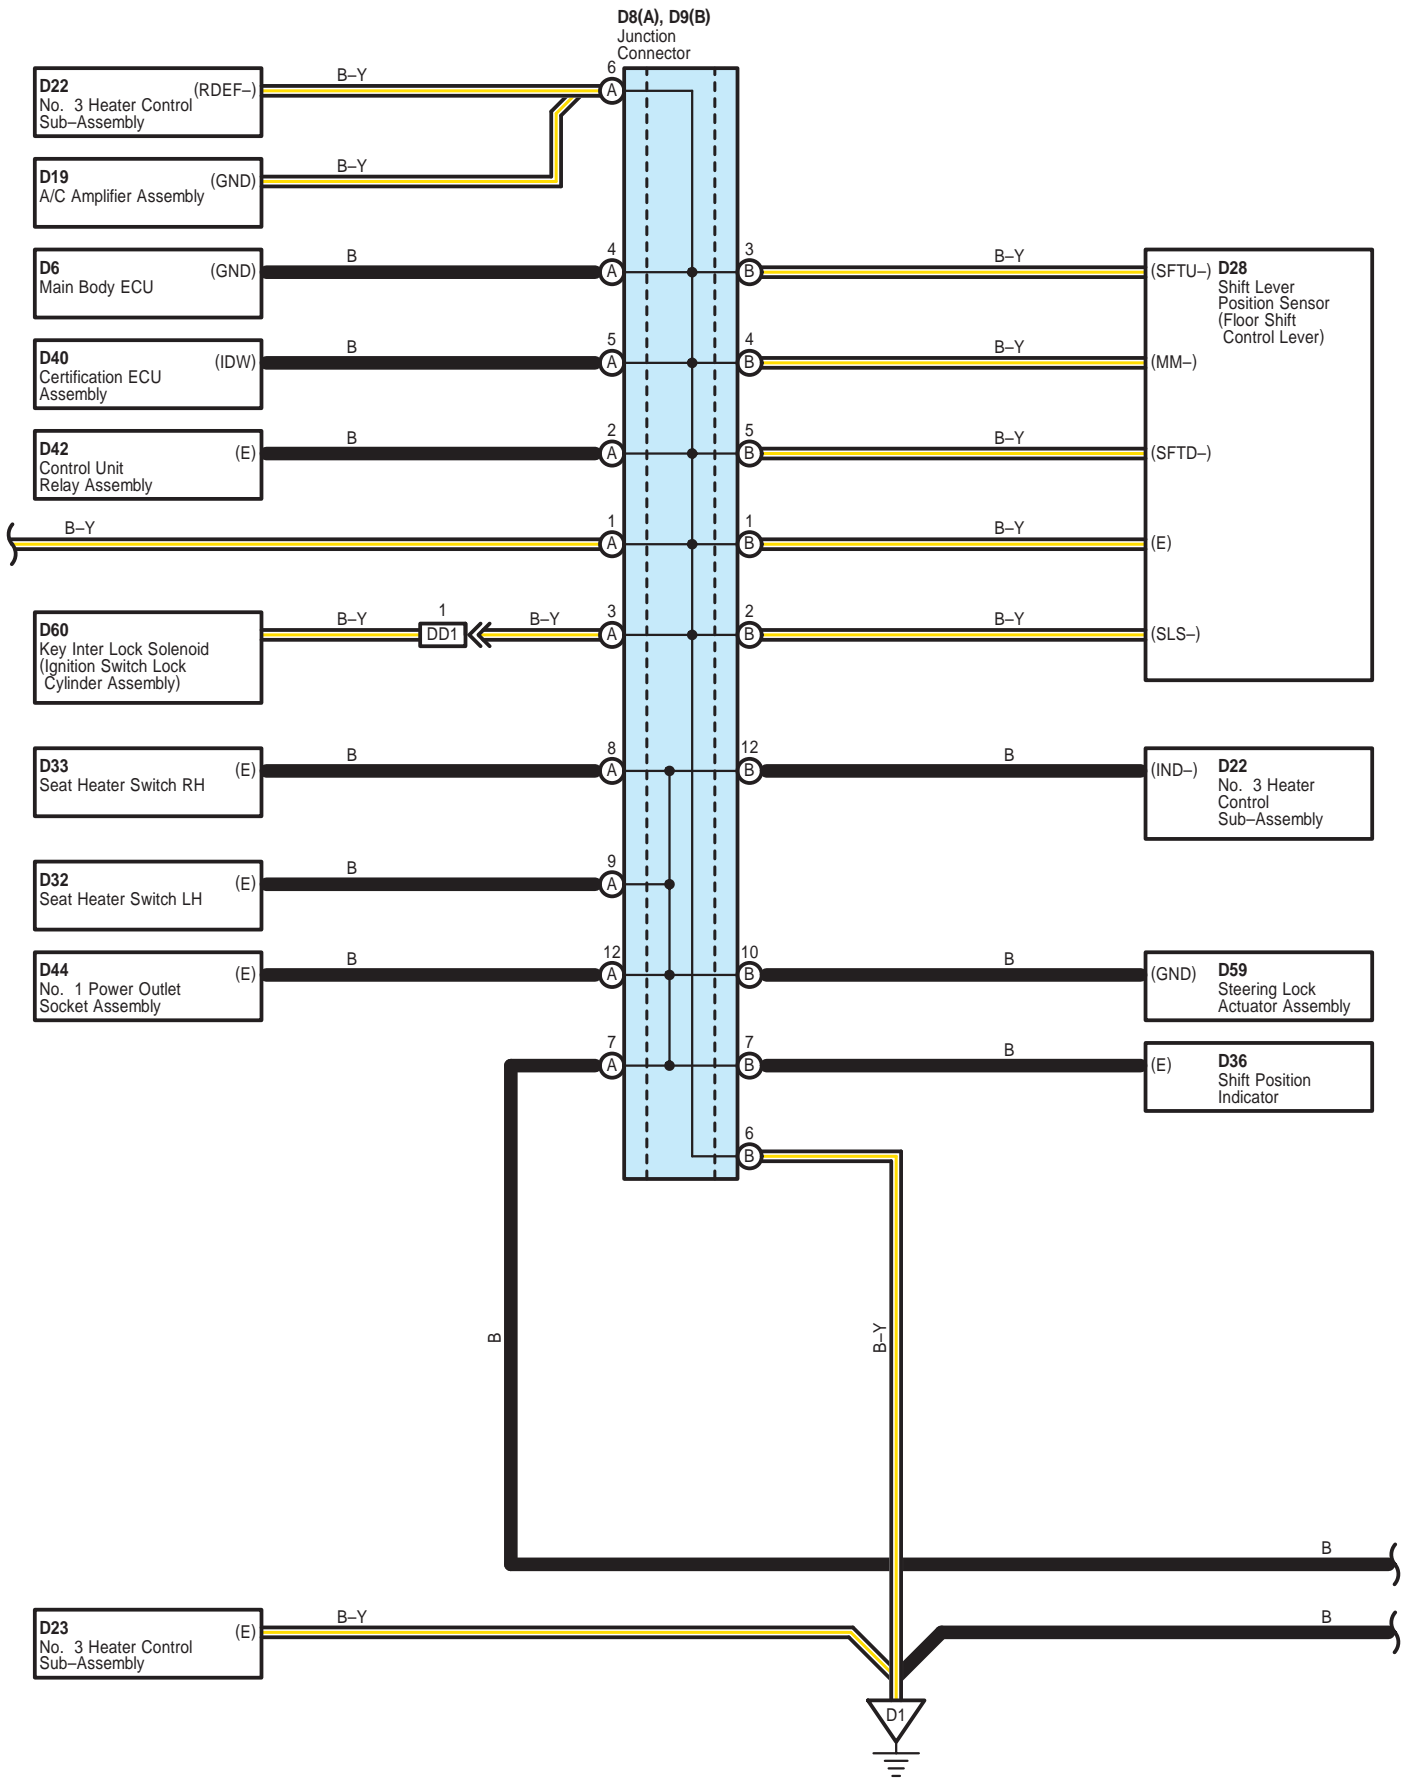 D8(A), D9(B)
Junction
Connector
D22
(RDEF–)
No. 3 Heater Control
Sub–Assembly
B–Y
6
A
D19
(GND)
A/C Amplifier Assembly
B–Y
D6
(GND)
Main Body ECU
B
4
A
3
B
B–Y
(SFTU–)
D28
Shift Lever
Position Sensor
(Floor Shift
Control Lever)
D40
(IDW)
Certification ECU
Assembly
B
5
A
4
B
B–Y
(MM–)
D42
(E)
Control Unit
Relay Assembly
B
2
A
5
B
B–Y
(SFTD–)
B–Y
1
A
1
B
B–Y
(E)
D60
Key Inter Lock Solenoid
(Ignition Switch Lock
Cylinder Assembly)
B–Y
1
DD1
B–Y
3
A
2
B
B–Y
(SLS–)
D33
(E)
Seat Heater Switch RH
B
8
A
12
B
B
(IND–)
D22
No. 3 Heater
Control
Sub–Assembly
D32
(E)
Seat Heater Switch LH
B
9
A
D44
(E)
No. 1 Power Outlet
Socket Assembly
B
12
A
10
B
B
(GND)
D59
Steering Lock
Actuator Assembly
7
A
7
B
B
(E)
D36
Shift Position
Indicator
6
B
B
B–Y
B
D23
(E)
No. 3 Heater Control
Sub–Assembly
B–Y
B
D1